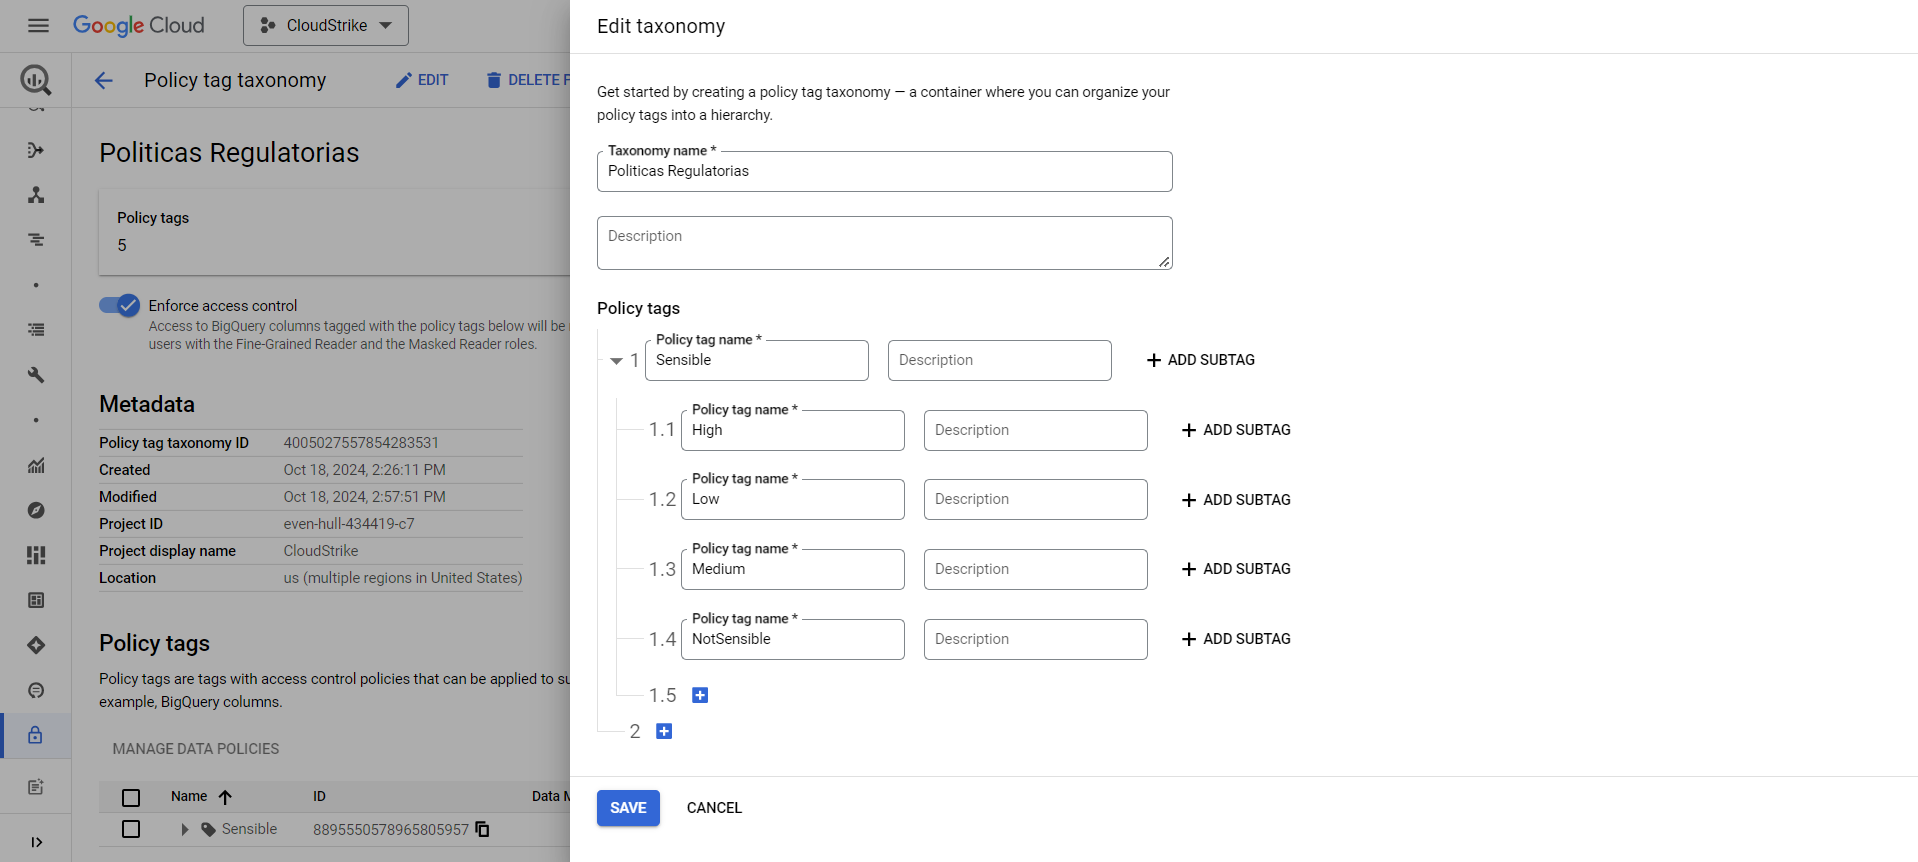 Google Cloud
CloudStrike
Policy tag taxonomy
EDIT
DELETE P
Politicas Regulatorias
Policy tags
5
Enforce access control
Access to BigQuery columns tagged with the policy tags below will be
users with the Fine-Grained Reader and the Masked Reader roles.
Metadata
Policy tag taxonomy ID 4005027557854283531
Created Oct 18, 2024, 2:26:11 PM
Modified Oct 18, 2024, 2:57:51 PM
Project ID even-hull-434419-c7
Project display name CloudStrike
Location us (multiple regions in United States)
Policy tags
Policy tags are tags with access control policies that can be applied to su
example, BigQuery columns.
MANAGE DATA POLICIES
Name ID Data M
Sensible 8895550578965805957
Edit taxonomy
Get started by creating a policy tag taxonomy — a container where you can organize your
policy tags into a hierarchy.
Taxonomy name *
Politicas Regulatorias
Description
Policy tags
Policy tag name *
1 Sensible Description ADD SUBTAG
Policy tag name *
1.1 High Description ADD SUBTAG
Policy tag name *
1.2 Low Description ADD SUBTAG
Policy tag name *
1.3 Medium Description ADD SUBTAG
Policy tag name *
1.4 NotSensible Description ADD SUBTAG
1.5
2
SAVE CANCEL